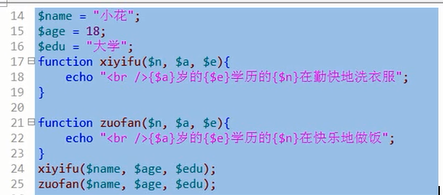 14 $name = "小花";
15 $age = 18;
16 $edu = "大学";
17 function xiyifu($n, $a, $e){
18 echo "<br />{$a}岁的{$e}学历的{$n}在勤快地洗衣服";
19 }
20
21 function zuofan($n, $a, $e){
22 echo "<br />{$a}岁的{$e}学历的{$n}在快乐地做饭";
23 }
24 xiyifu($name, $age, $edu);
25 zuofan($name, $age, $edu);